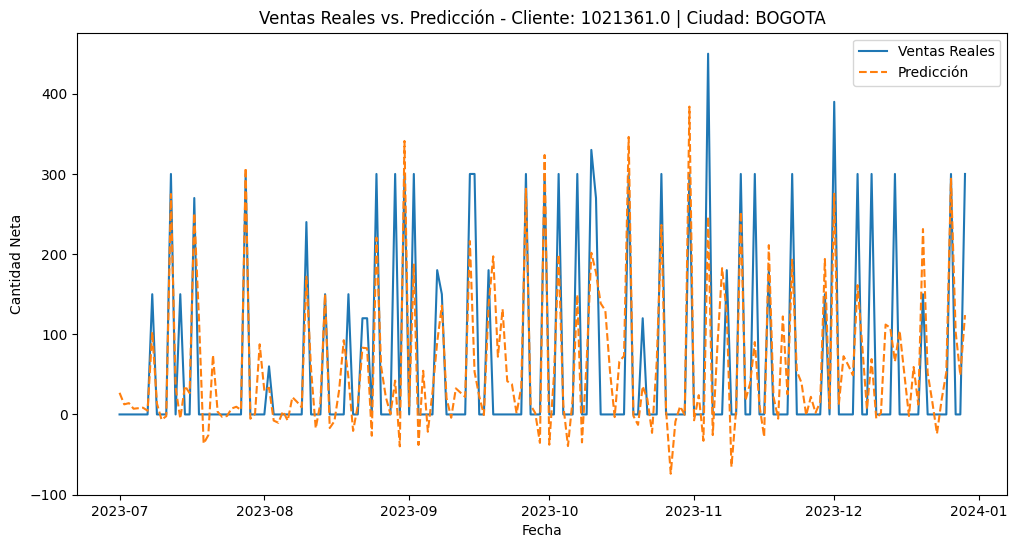 Ventas Reales vs. Predicción - Cliente: 1021361.0 | Ciudad: BOGOTA
Ventas Reales
Predicción
Cantidad Neta
400
300
200
100
0
−100
2023-07
2023-08
2023-09
2023-10
2023-11
2023-12
2024-01
Fecha